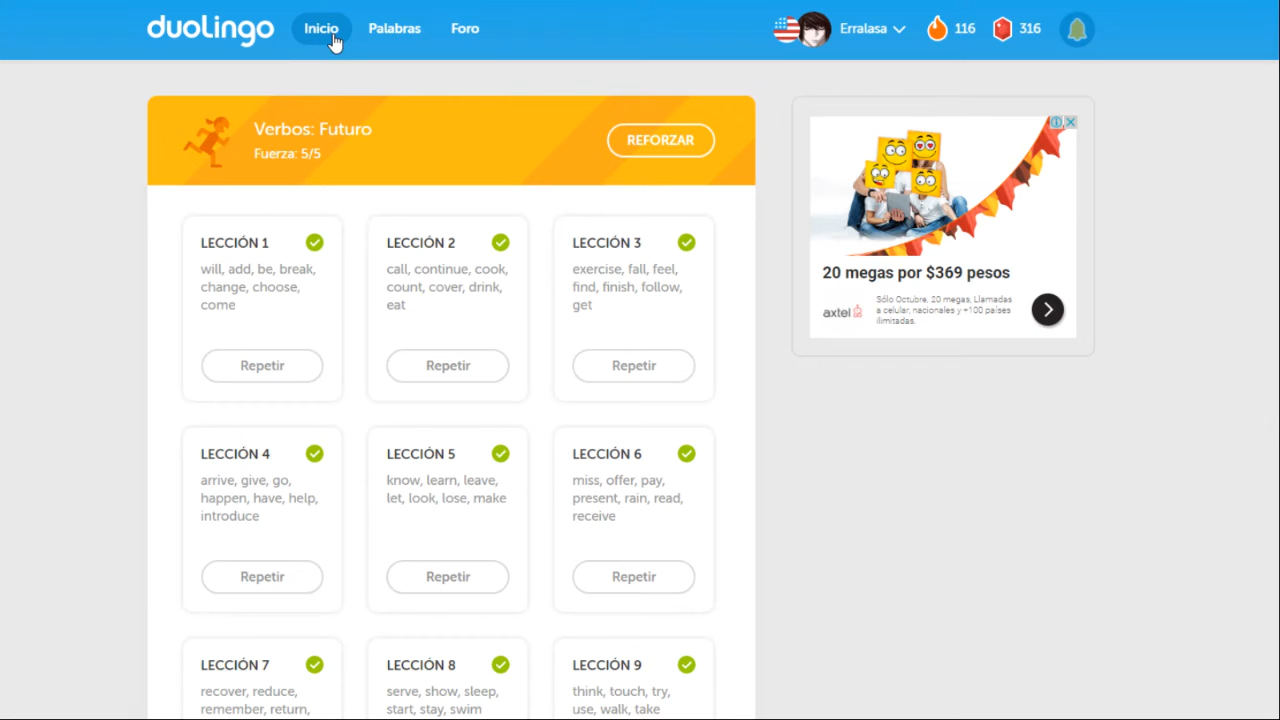 duolingo Inicio Palabras Foro Erralasa 116 316
Verbos: Futuro
Fuerza: 5/5
REFORZAR
LECCIÓN 1
will, add, be, break,
change, choose,
come
Repetir
LECCIÓN 2
call, continue, cook,
count, cover, drink,
eat
Repetir
LECCIÓN 3
exercise, fall, feel,
find, finish, follow,
get
Repetir
LECCIÓN 4
arrive, give, go,
happen, have, help,
introduce
Repetir
LECCIÓN 5
know, learn, leave,
let, look, lose, make
Repetir
LECCIÓN 6
miss, offer, pay,
present, rain, read,
receive
Repetir
LECCIÓN 7
recover, reduce,
remember, return,
LECCIÓN 8
serve, show, sleep,
start, stay, swim
LECCIÓN 9
think, touch, try,
use, walk, take
20 megas por $369 pesos
axtel
Sólo Octubre, 20 megas, Llamadas
a celular, nacionales y +100 países
ilimitadas.